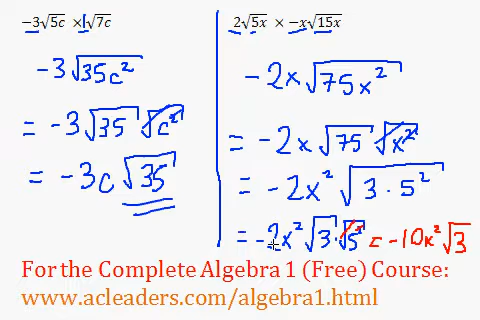 −3√5c ×√7c
-3√35c²
= -3√35 √c²
= -3c √35
2√5x × −x√15x
-2x√75x²
= -2x√75 √x²
= -2x² √3·5²
= -2x² √3·√5² = -10x²√3
For the Complete Algebra 1 (Free) Course:
www.acleaders.com/algebra1.html